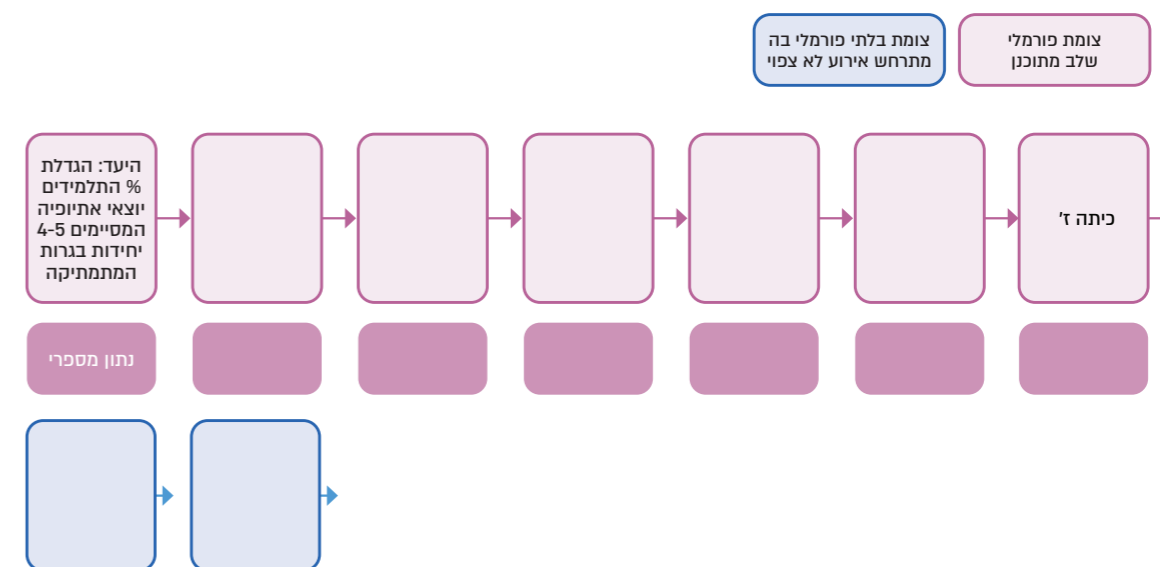 צומת פורמלי
שלב מתוכנן
צומת בלתי פורמלי בה
מתרחש אירוע לא צפוי
כיתה ז'
היעד: הגדלת
% התלמידים
יוצאי אתיופיה
המסיימים 4-5
יחידות בגרות
המתמתיקה
נתון מספרי